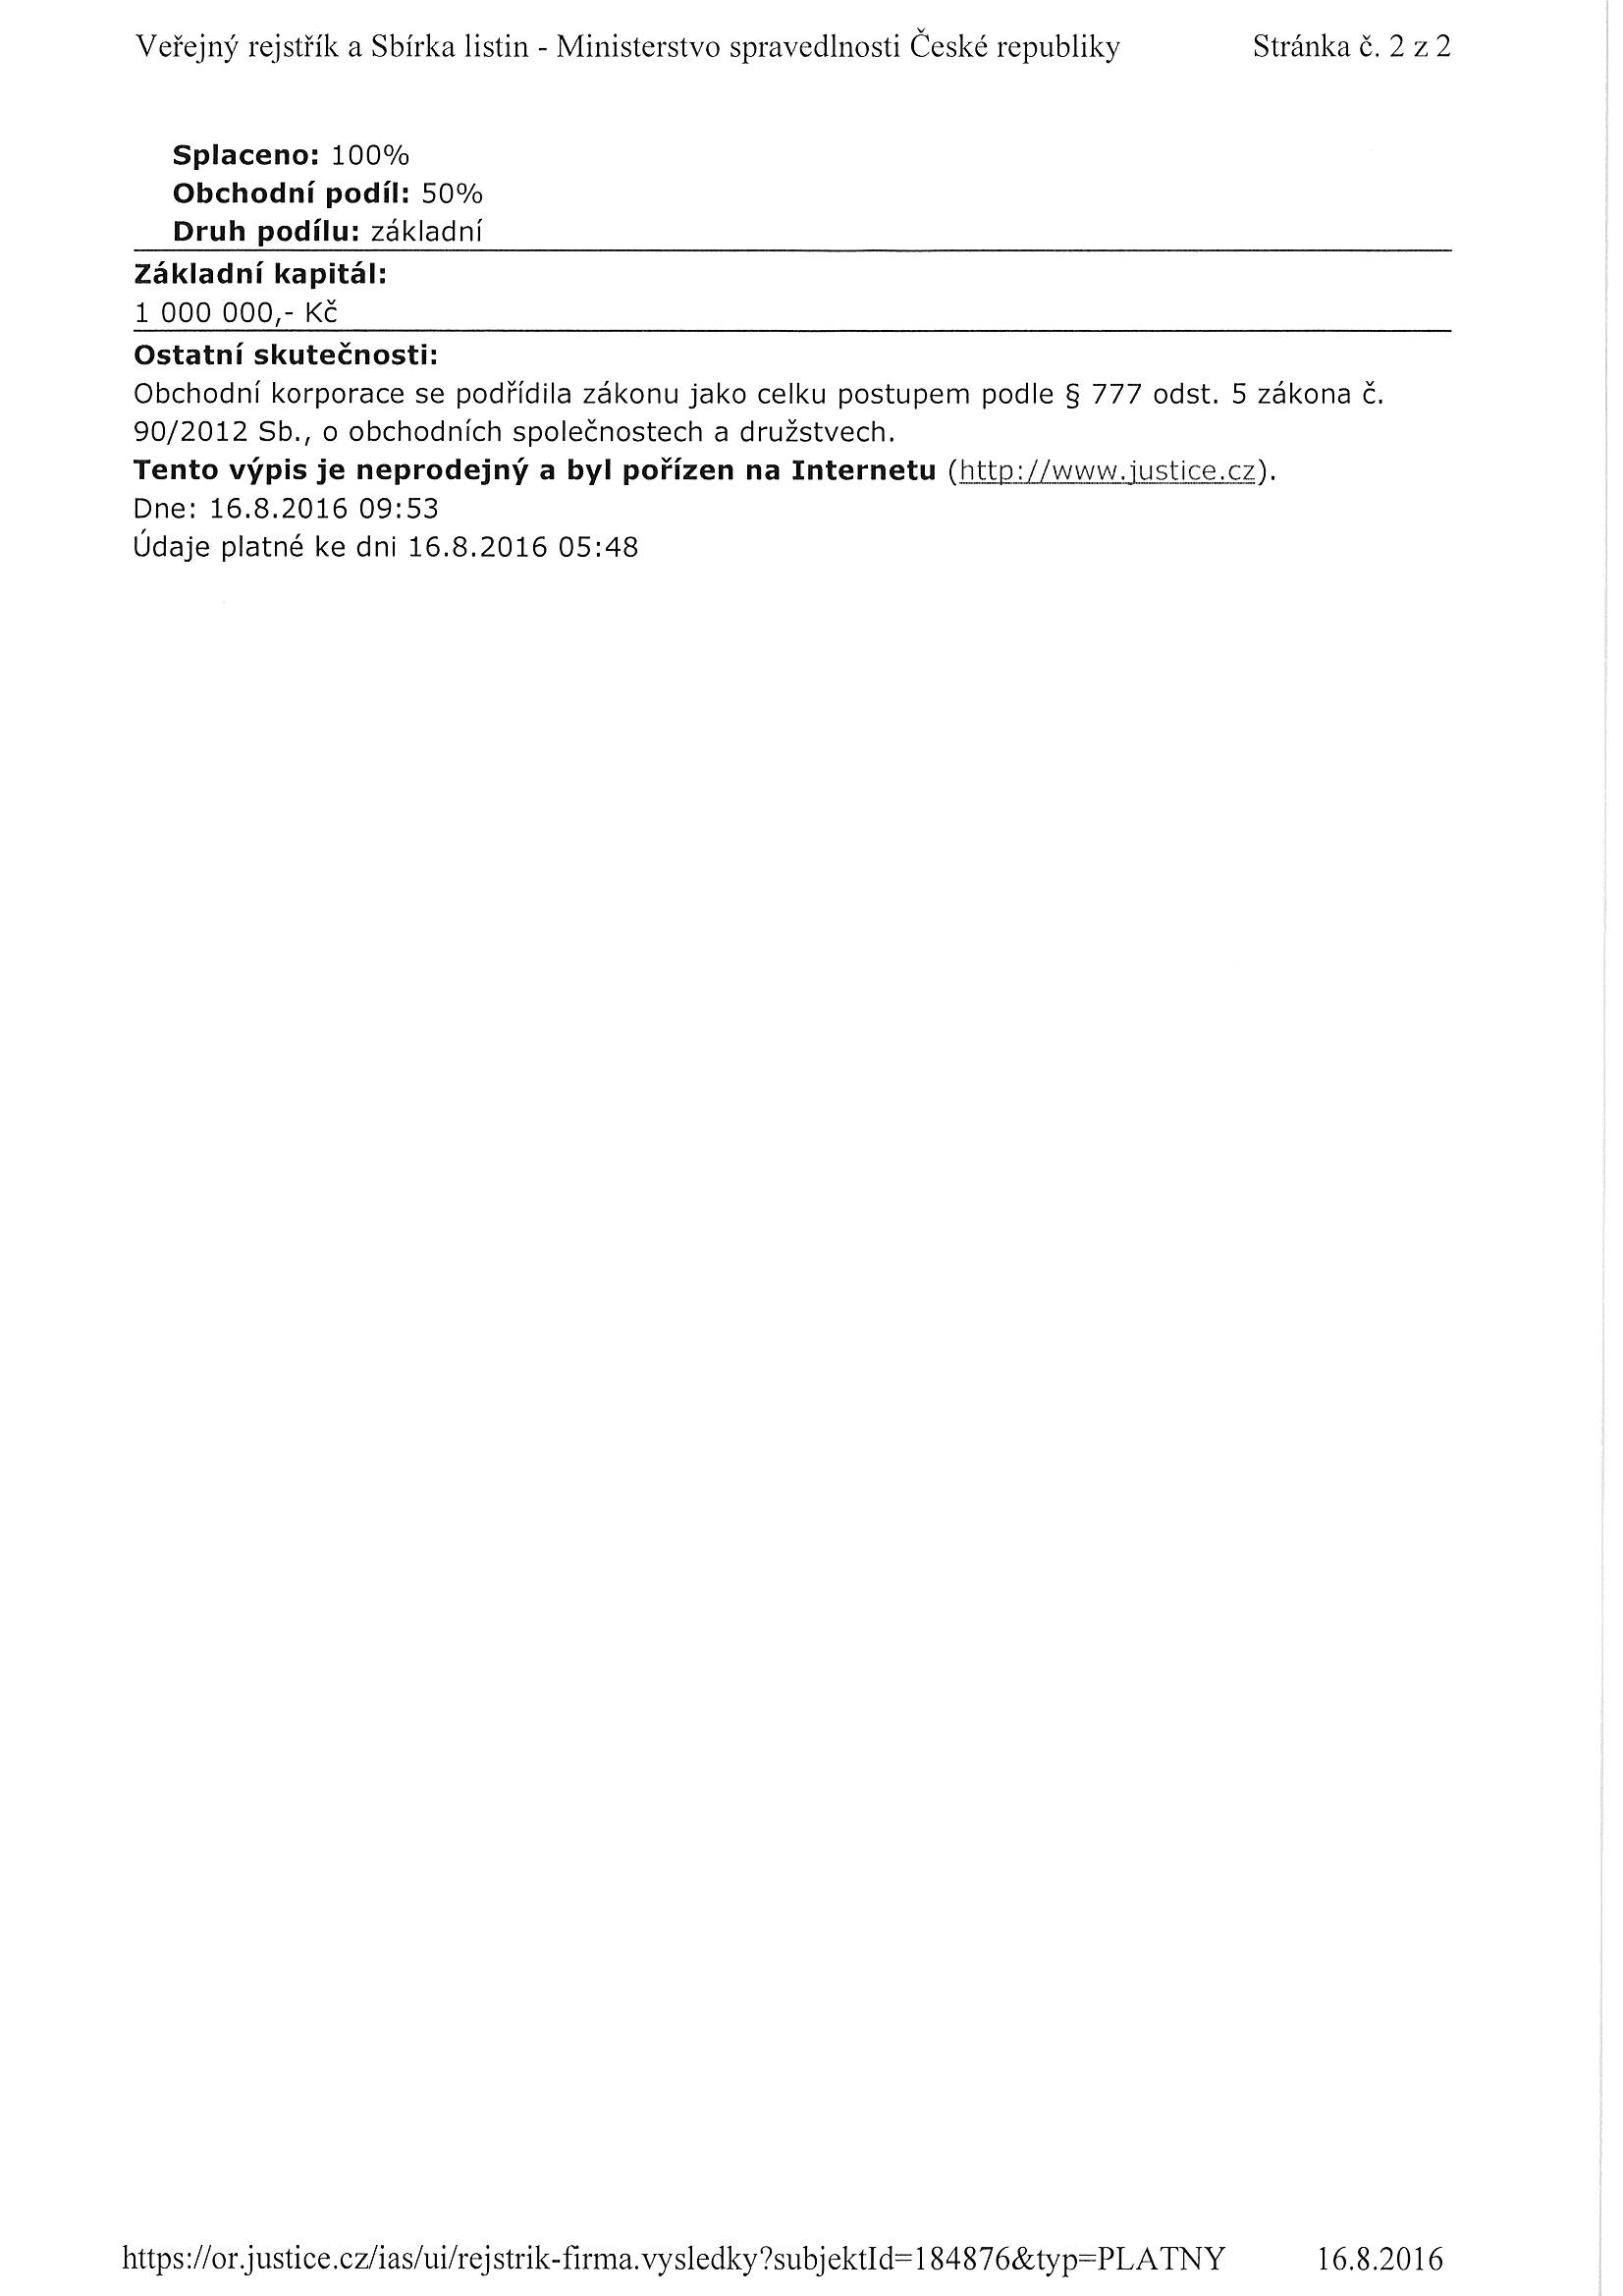 Veřejný rejstřík a Sbírka listin - Ministerstvo spravedlnosti České republiky Stránka č. 2 z 2
Splaceno: 100%
Obchodní podíl: 50%
Druh podílu: základní
Základní kapitál:
1 000 000,- Kč
Ostatní skutečnosti:
Obchodní korporace se podřídila zákonu jako celku postupem podle § 777 odst. 5 zákona č.
90/2012 Sb., o obchodních společnostech a družstvech.
Tento výpis je neprodejný a byl pořízen na Internetu (http://www.justice.cz).
Dne: 16.8.2016 09:53
Údaje platné ke dni 16.8.2016 05:48
https://or.justice.cz/ias/ui/rejstrik-firma.vysledky?subjektId=184876&typ=PLATNY 16.8.2016